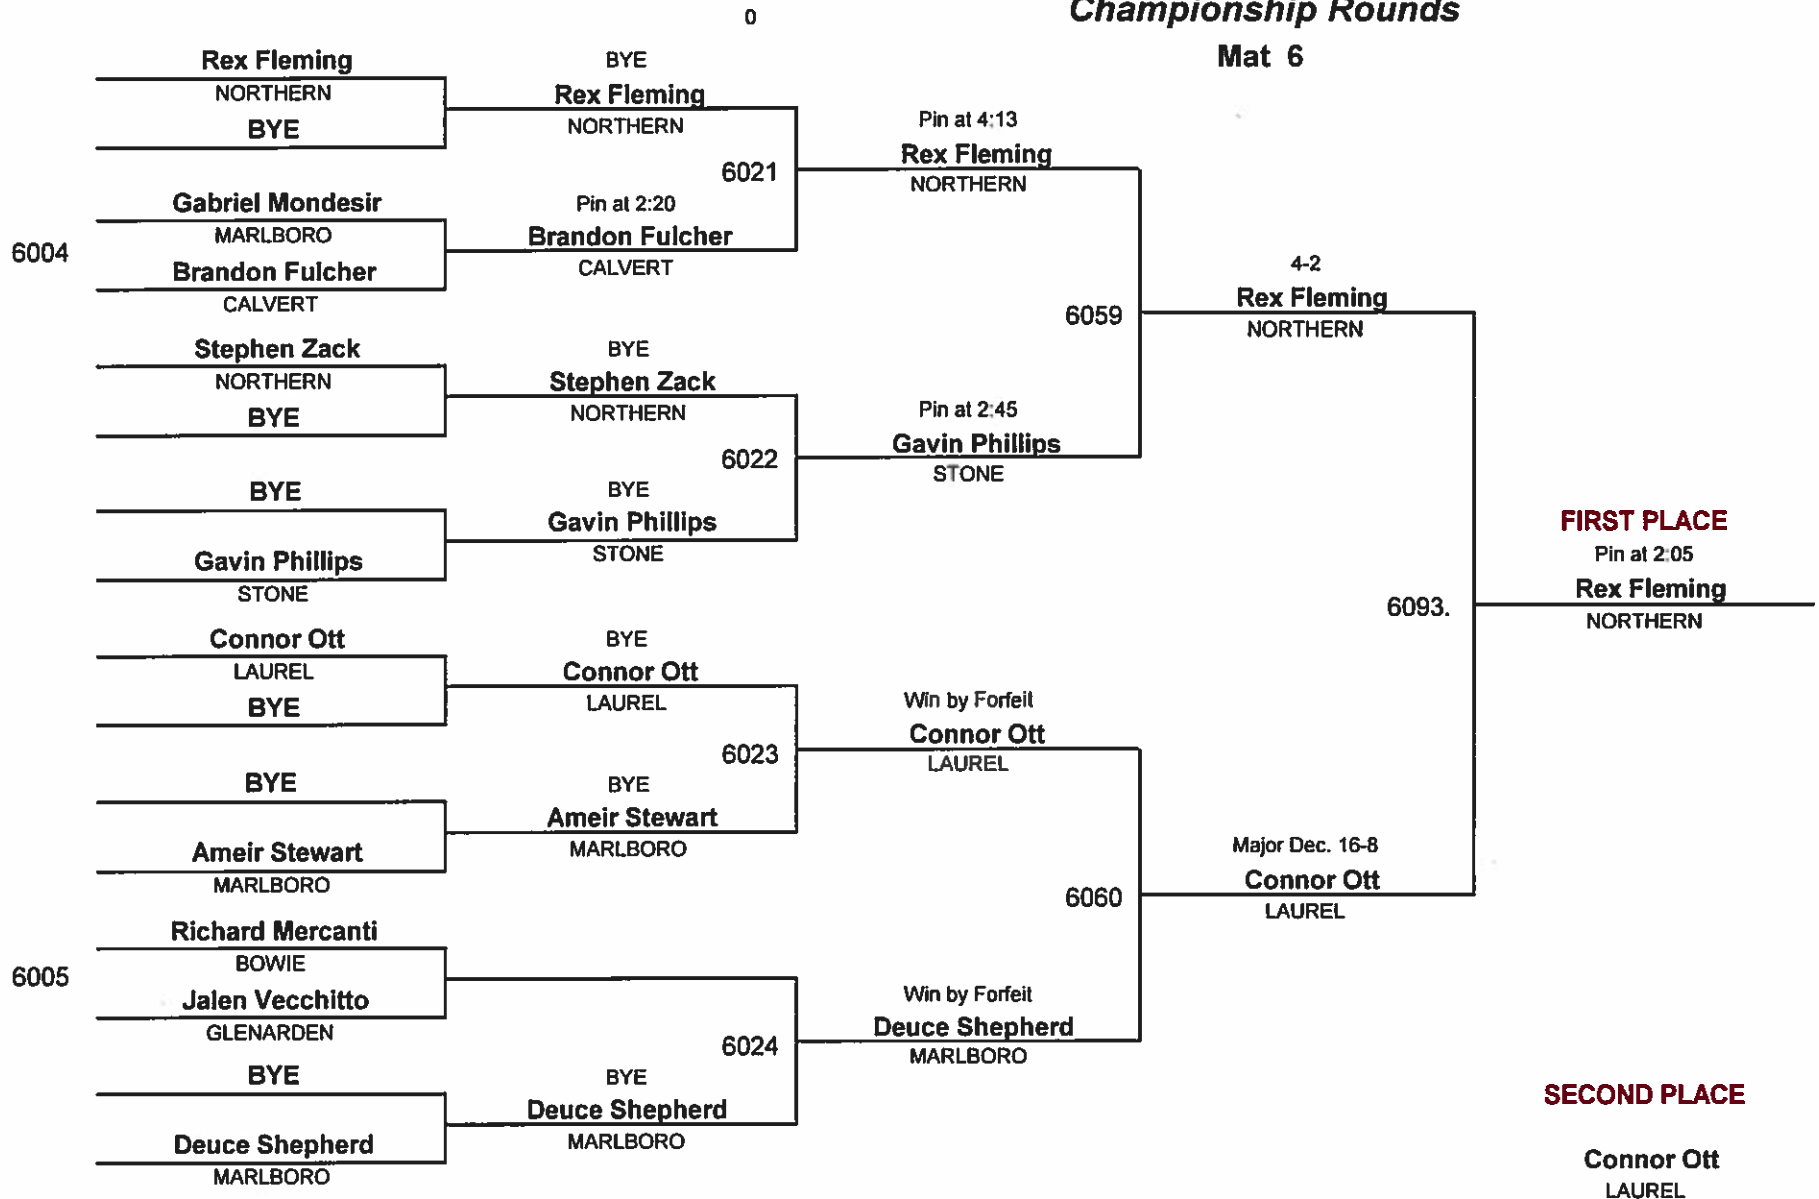 0
Championship Rounds
Mat 6
Rex Fleming
NORTHERN
BYE
6004
Gabriel Mondesir
MARLBORO
Brandon Fulcher
CALVERT
Stephen Zack
NORTHERN
BYE
BYE
Gavin Phillips
STONE
Connor Ott
LAUREL
BYE
BYE
Ameir Stewart
MARLBORO
6005
Richard Mercanti
BOWIE
Jalen Vecchitto
GLENARDEN
BYE
Deuce Shepherd
MARLBORO
BYE
Rex Fleming
NORTHERN
6021
Pin at 2:20
Brandon Fulcher
CALVERT
BYE
Stephen Zack
NORTHERN
6022
BYE
Gavin Phillips
STONE
BYE
Connor Ott
LAUREL
6023
BYE
Ameir Stewart
MARLBORO
6024
BYE
Deuce Shepherd
MARLBORO
Pin at 4:13
Rex Fleming
NORTHERN
6059
Pin at 2:45
Gavin Phillips
STONE
Win by Forfeit
Connor Ott
LAUREL
6060
Win by Forfeit
Deuce Shepherd
MARLBORO
4-2
Rex Fleming
NORTHERN
6093.
Major Dec. 16-8
Connor Ott
LAUREL
FIRST PLACE
Pin at 2:05
Rex Fleming
NORTHERN
SECOND PLACE
Connor Ott
LAUREL